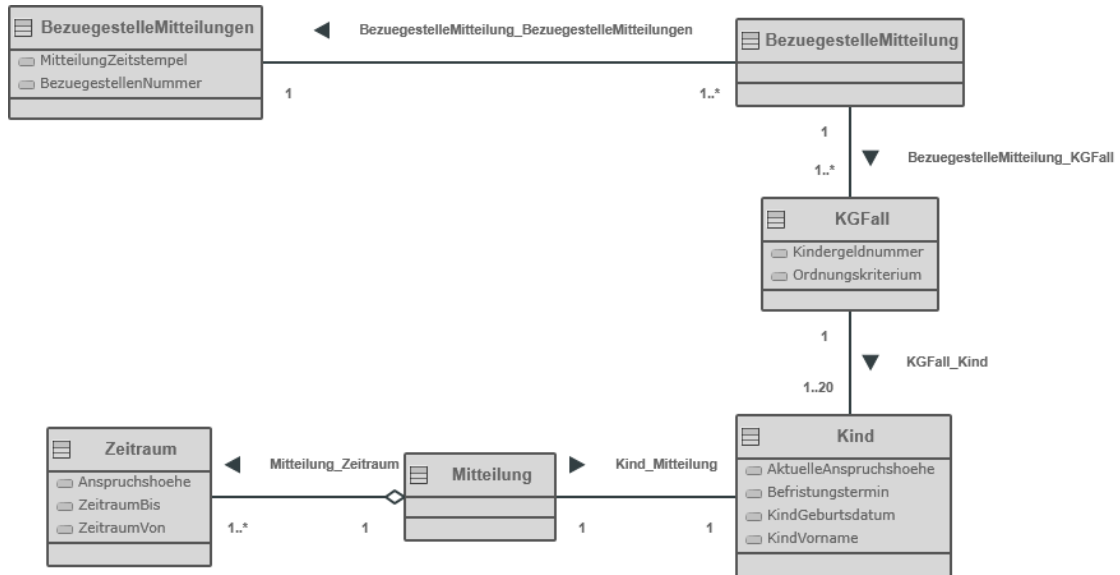 BezuegestelleMitteilungen
MitteilungZeitstempel
BezuegestellenNummer
BezuegestelleMitteilung_BezuegestelleMitteilungen
1
1..*
BezuegestelleMitteilung
1
1..*
BezuegestelleMitteilung_KGFall
KGFall
Kindergeldnummer
Ordnungskriterium
1
1..20
KGFall_Kind
Zeitraum
Anspruchshoehe
ZeitraumBis
ZeitraumVon
Mitteilung_Zeitraum
1..*
1
Mitteilung
Kind_Mitteilung
1
1
Kind
AktuelleAnspruchshoehe
Befristungstermin
KindGeburtsdatum
KindVorname